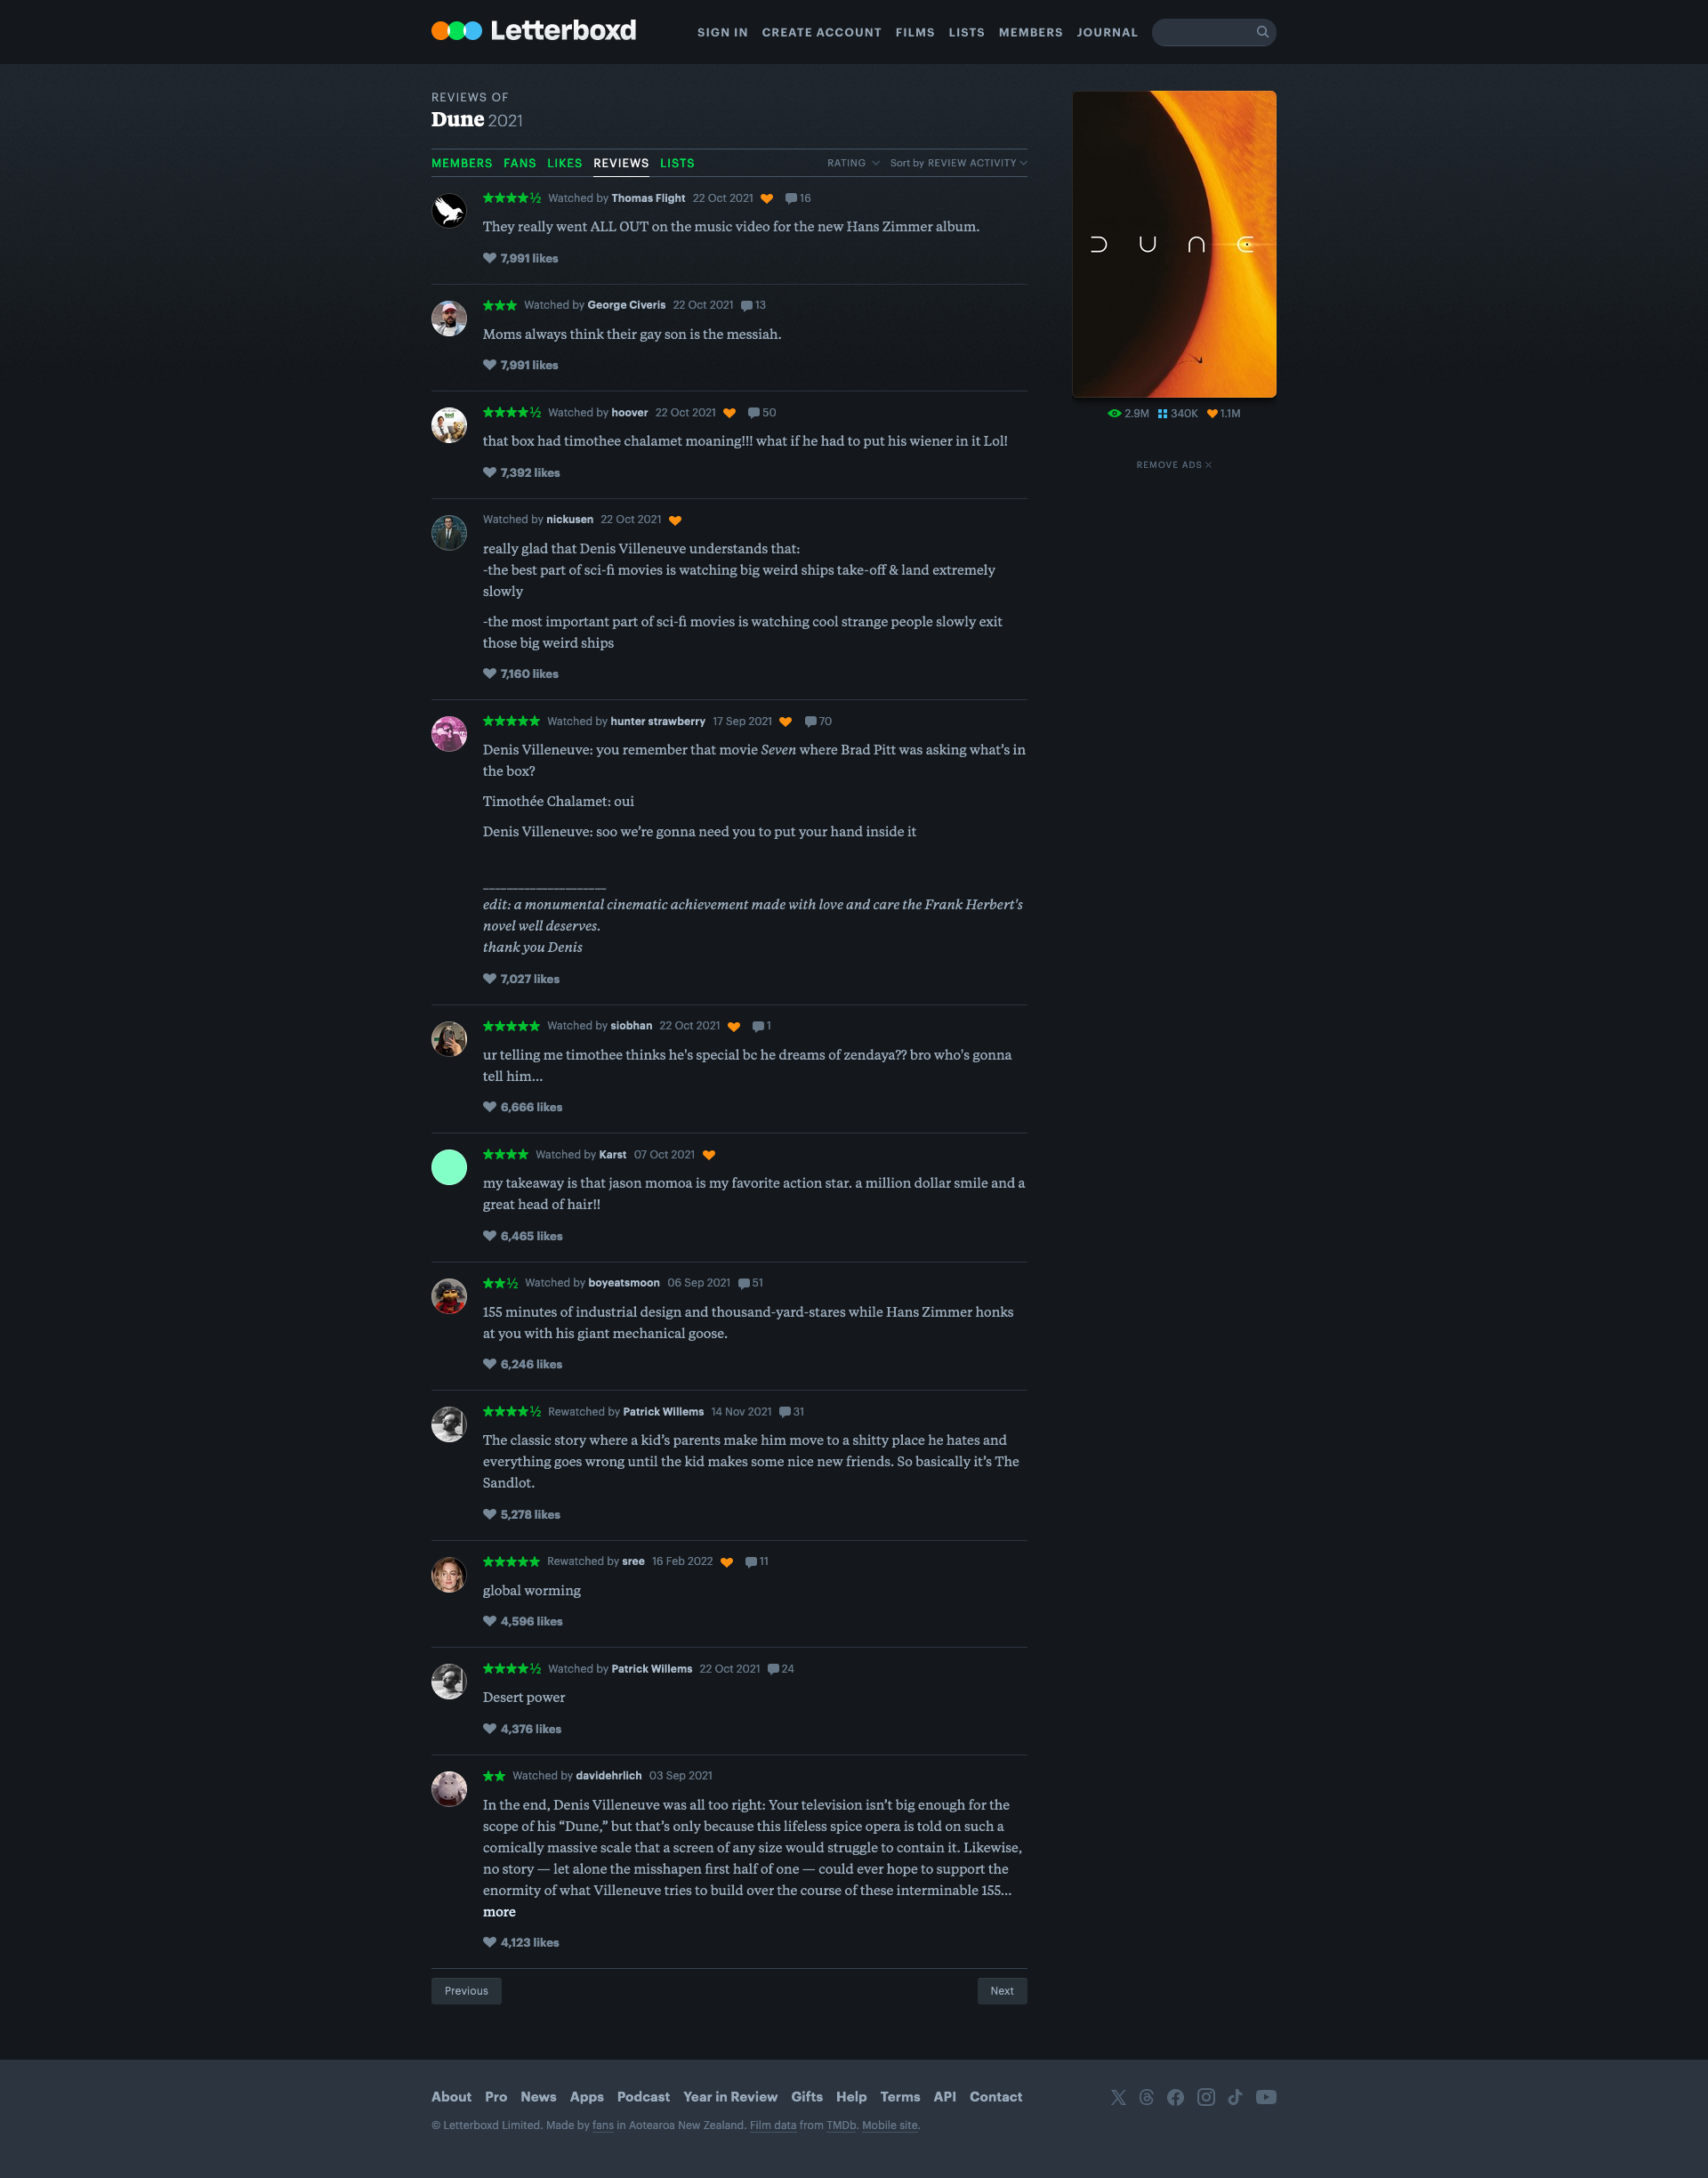 Letterboxd
SIGN IN CREATE ACCOUNT FILMS LISTS MEMBERS JOURNAL
REVIEWS OF
Dune 2021
MEMBERS FANS LIKES REVIEWS LISTS RATING Sort by REVIEW ACTIVITY
★★★★½ Watched by Thomas Flight 22 Oct 2021 16
They really went ALL OUT on the music video for the new Hans Zimmer album.
7,991 likes
★★★ Watched by George Civeris 22 Oct 2021 13
Moms always think their gay son is the messiah.
7,991 likes
★★★★½ Watched by hoover 22 Oct 2021 50
that box had timothee chalamet moaning!!! what if he had to put his wiener in it Lol!
7,392 likes
Watched by nickusen 22 Oct 2021
really glad that Denis Villeneuve understands that:
-the best part of sci-fi movies is watching big weird ships take-off & land extremely
slowly
-the most important part of sci-fi movies is watching cool strange people slowly exit
those big weird ships
7,160 likes
★★★★★ Watched by hunter strawberry 17 Sep 2021 70
Denis Villeneuve: you remember that movie Seven where Brad Pitt was asking what's in
the box?
Timothée Chalamet: oui
Denis Villeneuve: soo we're gonna need you to put your hand inside it
____________________
edit: a monumental cinematic achievement made with love and care the Frank Herbert's
novel well deserves.
thank you Denis
7,027 likes
★★★★★ Watched by siobhan 22 Oct 2021 1
ur telling me timothee thinks he's special bc he dreams of zendaya?? bro who's gonna
tell him...
6,666 likes
★★★★ Watched by Karst 07 Oct 2021
my takeaway is that jason momoa is my favorite action star. a million dollar smile and a
great head of hair!!
6,465 likes
★★½ Watched by boyeatsmoon 06 Sep 2021 51
155 minutes of industrial design and thousand-yard-stares while Hans Zimmer honks
at you with his giant mechanical goose.
6,246 likes
★★★★½ Rewatched by Patrick Willems 14 Nov 2021 31
The classic story where a kid's parents make him move to a shitty place he hates and
everything goes wrong until the kid makes some nice new friends. So basically it's The
Sandlot.
5,278 likes
★★★★★ Rewatched by sree 16 Feb 2022 11
global worming
4,596 likes
★★★★½ Watched by Patrick Willems 22 Oct 2021 24
Desert power
4,376 likes
★★ Watched by davidehrlich 03 Sep 2021
In the end, Denis Villeneuve was all too right: Your television isn't big enough for the
scope of his “Dune,” but that's only because this lifeless spice opera is told on such a
comically massive scale that a screen of any size would struggle to contain it. Likewise,
no story — let alone the misshapen first half of one — could ever hope to support the
enormity of what Villeneuve tries to build over the course of these interminable 155…
more
4,123 likes
Previous Next
DUNE
2.9M 340K 1.1M
REMOVE ADS
About Pro News Apps Podcast Year in Review Gifts Help Terms API Contact
© Letterboxd Limited. Made by fans in Aotearoa New Zealand. Film data from TMDb. Mobile site.